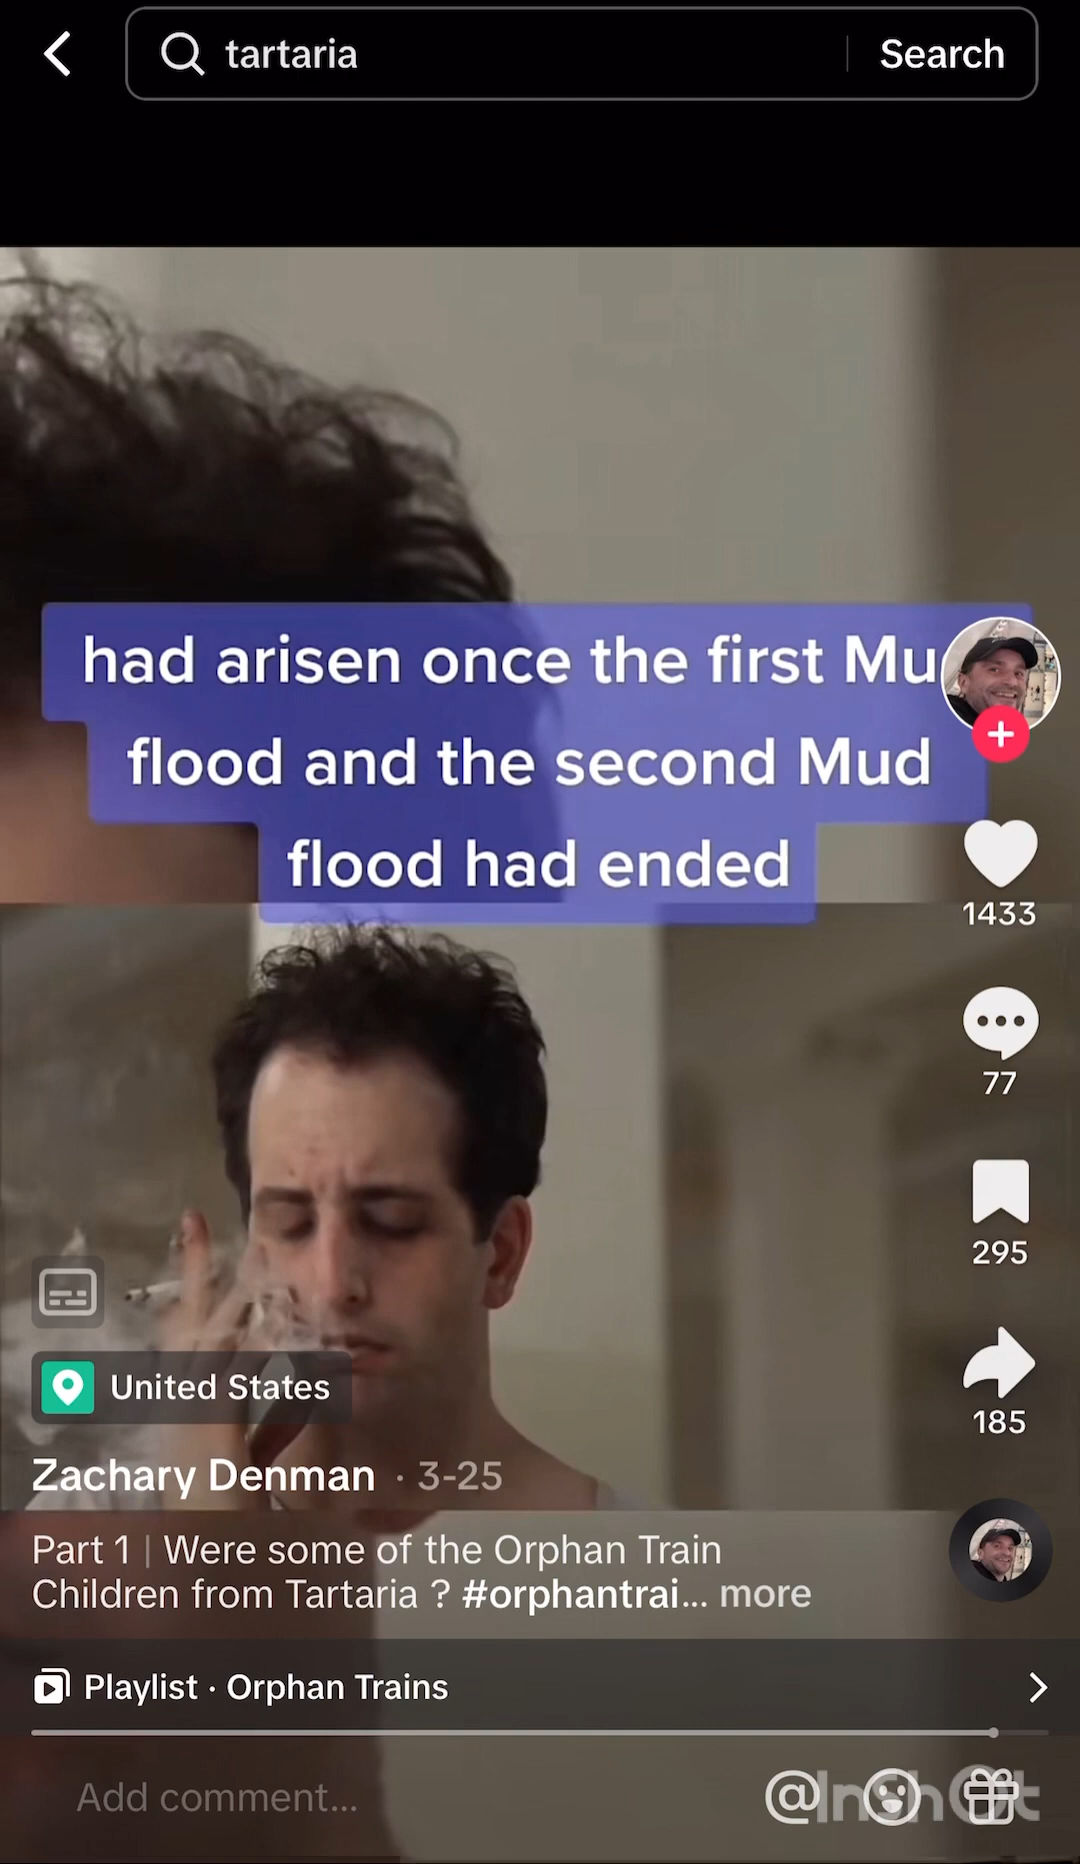 tartaria
Search
had arisen once the first Mu
flood and the second Mud
flood had ended
1433
77
295
185
United States
Zachary Denman · 3-25
Part 1 | Were some of the Orphan Train
Children from Tartaria ? #orphantrai... more
Playlist · Orphan Trains
Add comment...
@InShOt